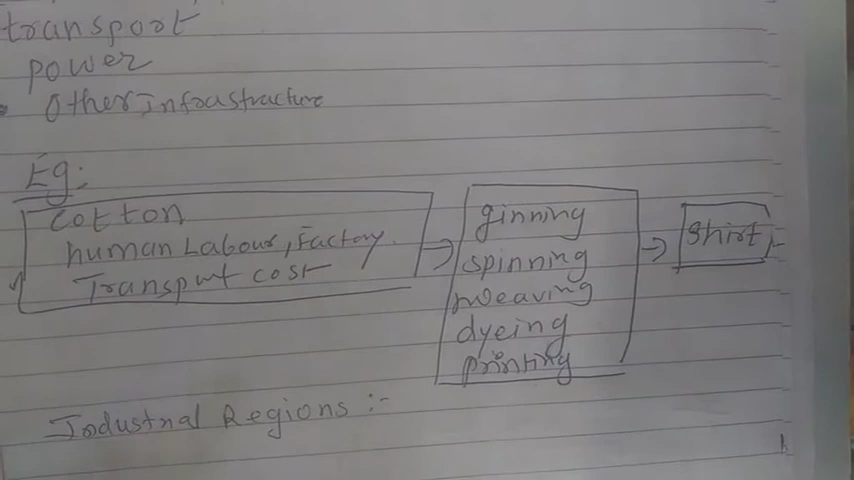 transport
power
Other infrastructure
Eg:
cotton
human Labour, Factory.
Transport cost
ginning
spinning
weaving
dyeing
printing
shirt
Industrial Regions :-